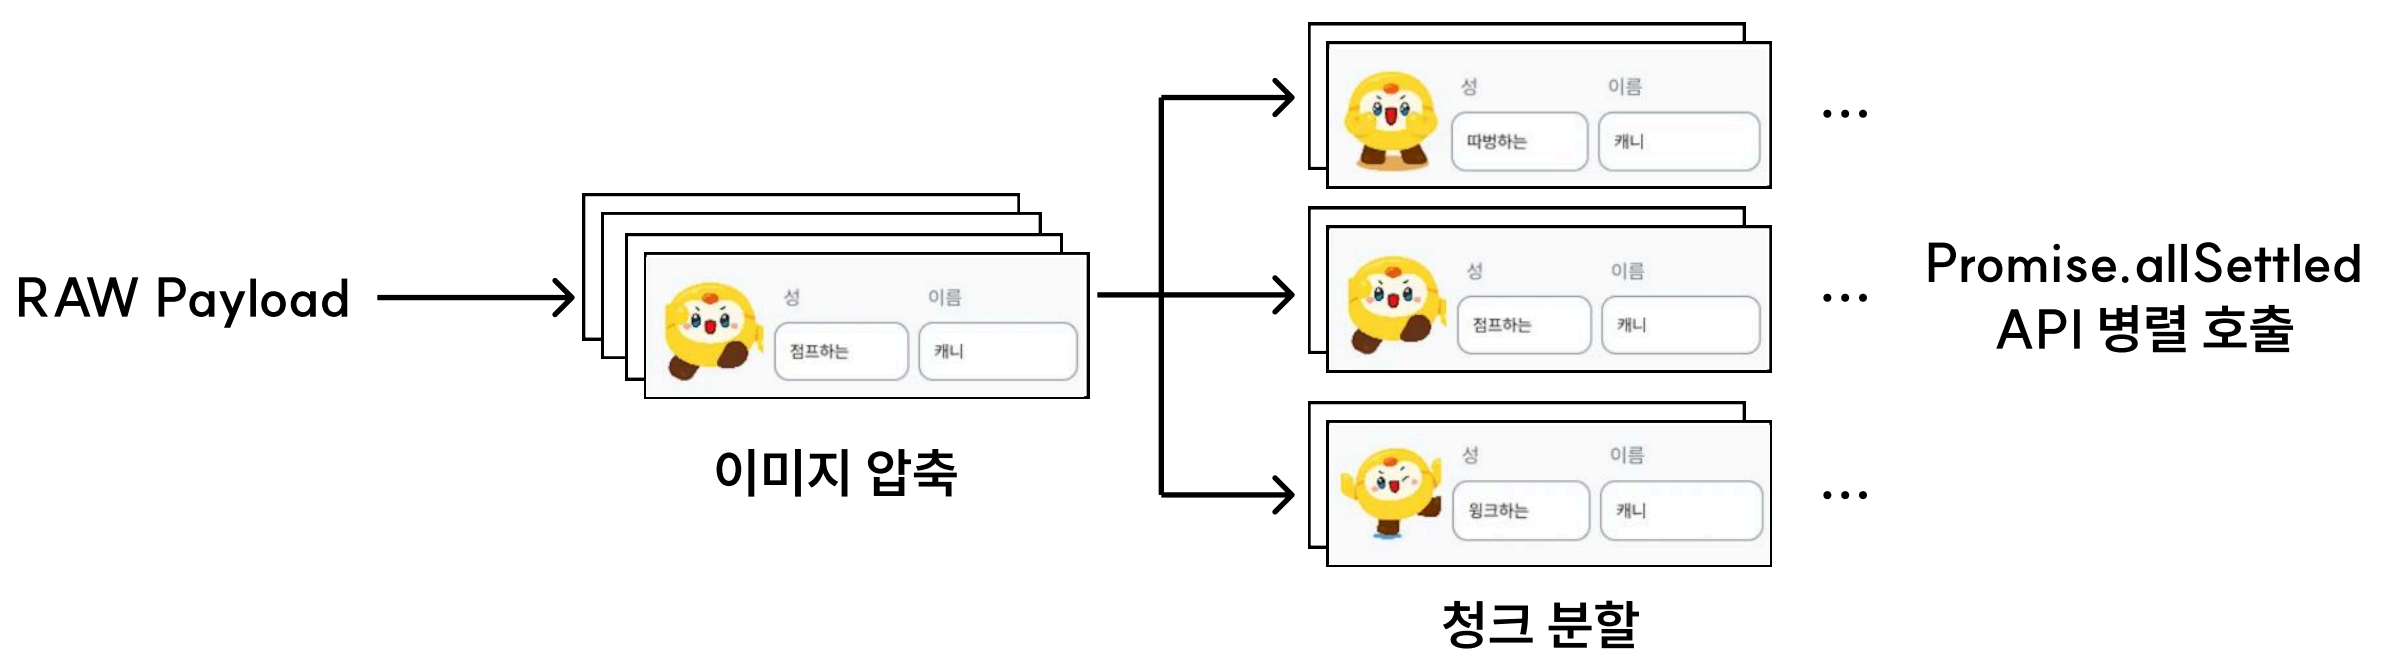 RAW Payload
성 이름
점프하는 캐니
이미지 압축
성 이름
따벙하는 캐니
...
성 이름
점프하는 캐니
...
성 이름
윙크하는 캐니
...
청크 분할
Promise.allSettled
API 병렬 호출